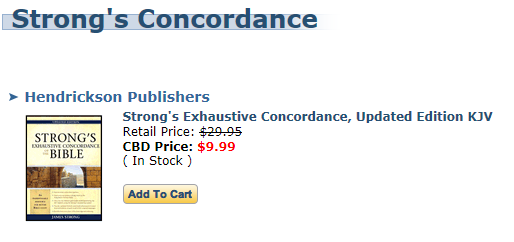 Strong's Concordance
➤ Hendrickson Publishers
Strong's Exhaustive Concordance, Updated Edition KJV
Retail Price: $29.95
CBD Price: $9.99
( In Stock )
Add To Cart
STRONG'S
EXHAUSTIVE CONCORDANCE
OF THE
BIBLE
JAMES STRONG